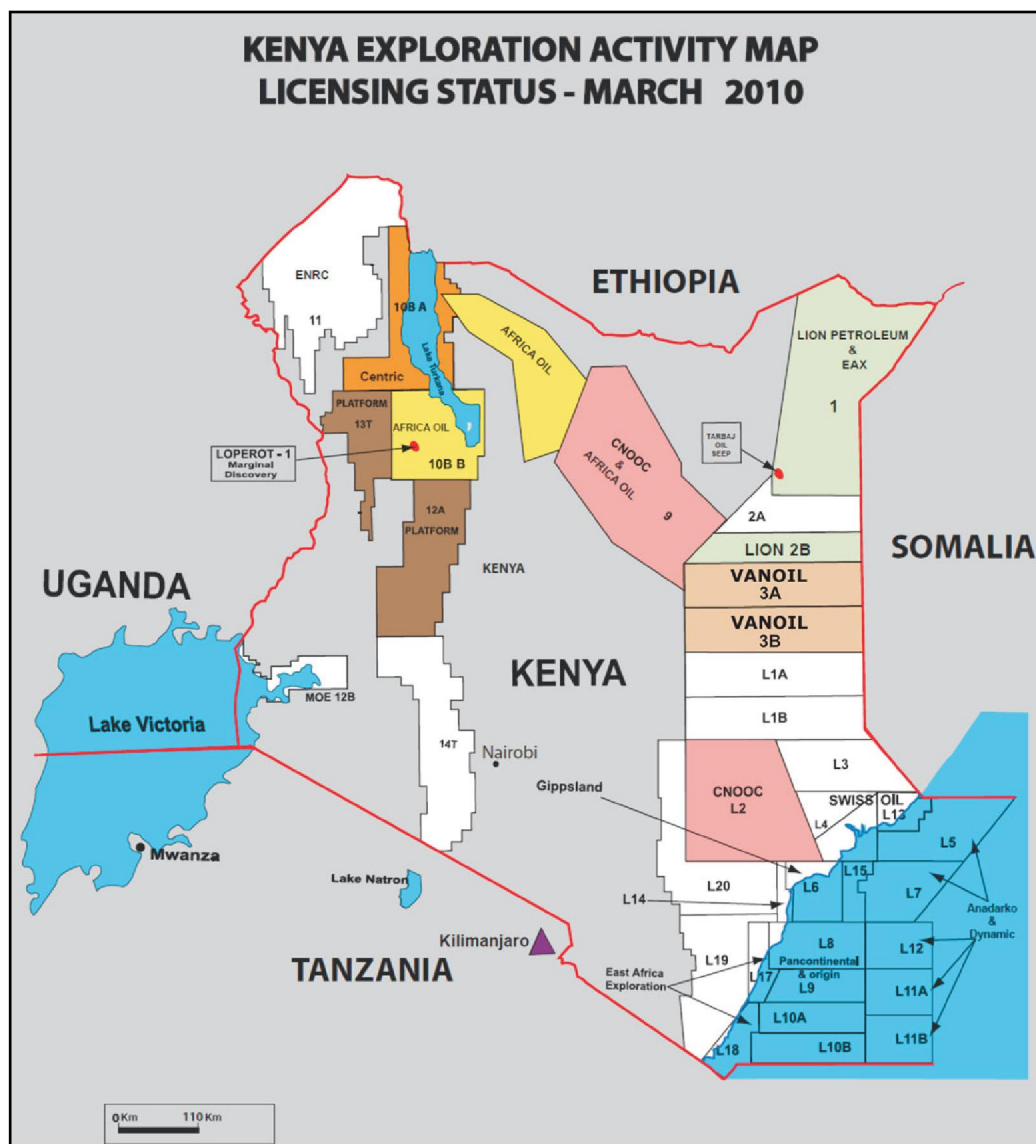 KENYA EXPLORATION ACTIVITY MAP
LICENSING STATUS - MARCH 2010
ETHIOPIA
ENRC
11
10B A
Lake Turkana
Centric
AFRICA OIL
LION PETROLEUM
&
EAX
1
PLATFORM
13T
AFRICA OIL
10B B
LOPEROT - 1
Marginal
Discovery
CNOOC
&
AFRICA OIL
9
TARBAJ
OIL
SEEP
12A
PLATFORM
2A
SOMALIA
LION 2B
KENYA
UGANDA
VANOIL
3A
VANOIL
3B
KENYA
L1A
MOE 12B
Lake Victoria
L1B
14T
Nairobi
L3
Gippsland
CNOOC
L2
SWISS OIL
L4
L13
L5
Mwanza
Lake Natron
L20
L6
L15
L7
L14
Anadarko
&
Dynamic
Kilimanjaro
TANZANIA
L19
L8
Pancontinental
& origin
L9
L12
East Africa
Exploration
L17
L11A
L10A
L18
L10B
L11B
0 Km 110 Km